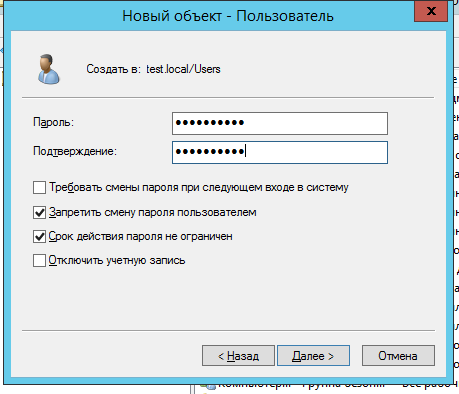 Новый объект - Пользователь
x
Создать в: test.local/Users
Пароль:
••••••••••
Подтверждение:
••••••••••
Требовать смены пароля при следующем входе в систему
Запретить смену пароля пользователем
Срок действия пароля не ограничен
Отключить учетную запись
< Назад
Далее >
Отмена